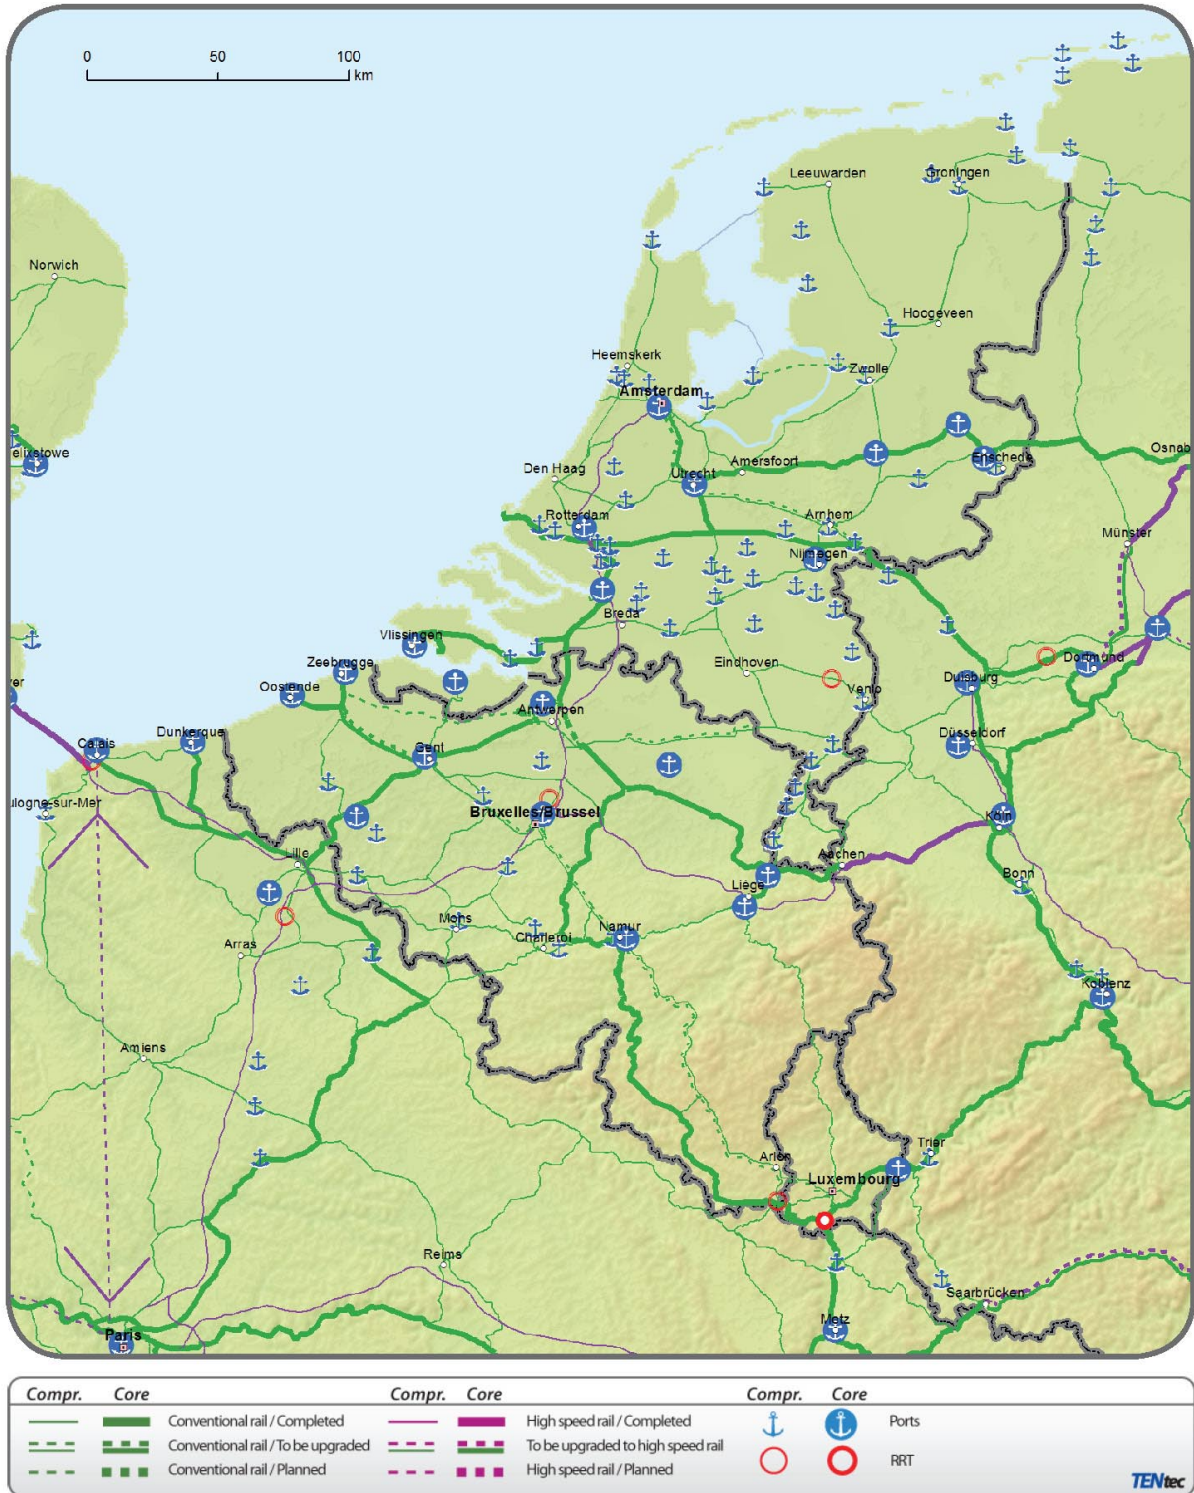 0 50 100
km
Leeuwarden
Groningen
Norwich
Hoogeveen
Heemskerk
Zwolle
Amsterdam
elixstowe
Enschede
Osnab
Den Haag
Utrecht
Amersfoort
Rotterdam
Arnhem
Münster
Nijmegen
Breda
Vlissingen
Zeebrugge
Eindhoven
Dortmund
Oostende
Venlo
Duisburg
ver
Antwerpen
Dunkerque
Calais
Gent
Düsseldorf
ulogne-sur-Mer
Bruxelles/Brussel
Köln
Lille
Aachen
Liège
Bonn
Mons
Namur
Arras
Charleroi
Koblenz
Amiens
Arlon
Trier
Luxembourg
Reims
Saarbrücken
Metz
Paris
Compr. Core Compr. Core Compr. Core
Conventional rail / Completed High speed rail / Completed Ports
Conventional rail / To be upgraded To be upgraded to high speed rail
Conventional rail / Planned High speed rail / Planned RRT
TENtec